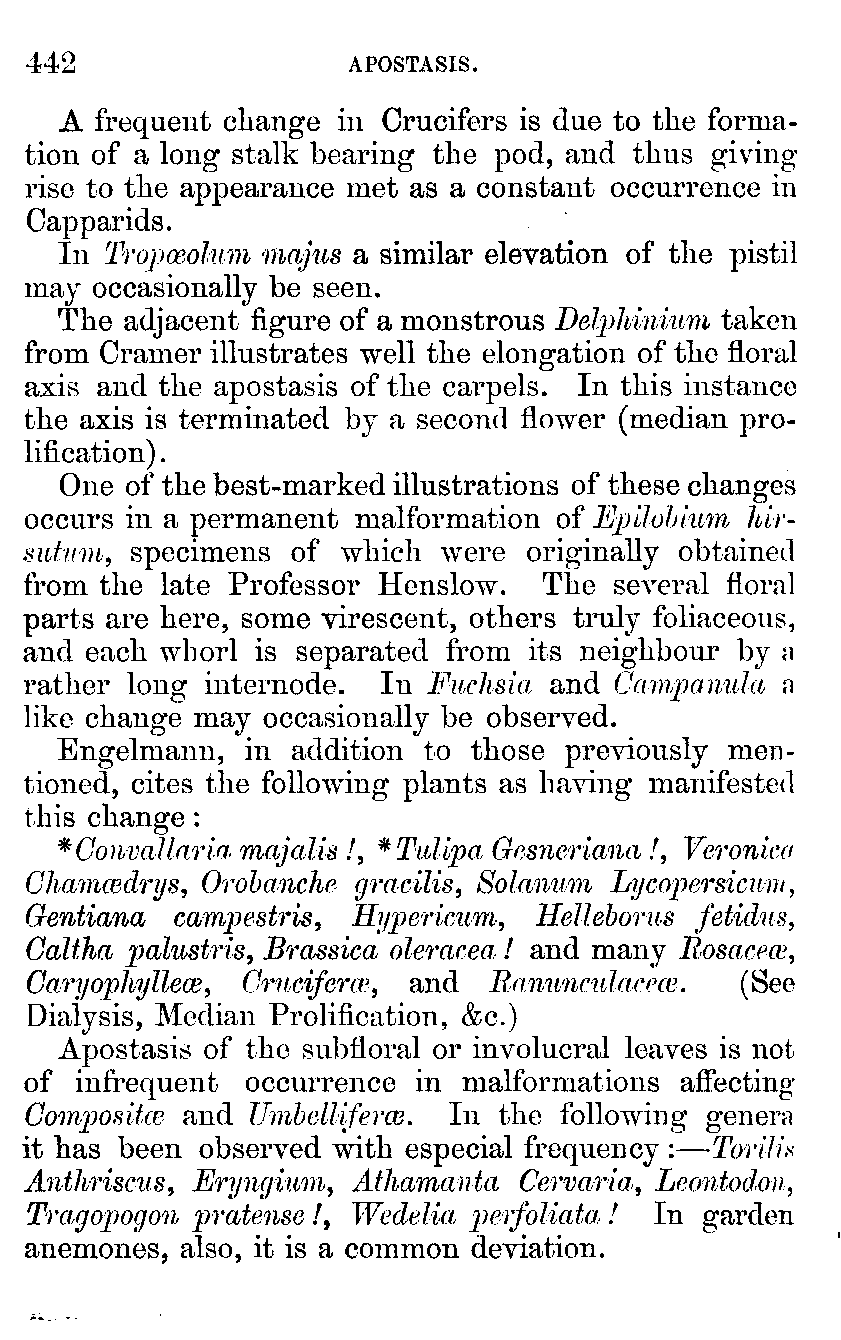 442 APOSTASIS.
A frequent change in Crucifers is due to the forma-
tion of a long stalk bearing the pod, and thus giving
rise to the appearance met as a constant occurrence in
Capparids.
In Tropœolum majus a similar elevation of the pistil
may occasionally be seen.
The adjacent figure of a monstrous Delphinium taken
from Cramer illustrates well the elongation of the floral
axis and the apostasis of the carpels. In this instance
the axis is terminated by a second flower (median pro-
lification).
One of the best-marked illustrations of these changes
occurs in a permanent malformation of Epilobium hir-
sutum, specimens of which were originally obtained
from the late Professor Henslow. The several floral
parts are here, some virescent, others truly foliaceous,
and each whorl is separated from its neighbour by a
rather long internode. In Fuchsia and Campanula a
like change may occasionally be observed.
Engelmann, in addition to those previously men-
tioned, cites the following plants as having manifested
this change :
*Convallaria majalis !, *Tulipa Gesneriana !, Veronica
Chamœdrys, Orobanche gracilis, Solanum Lycopersicum,
Gentiana campestris, Hypericum, Helleborus fetidus,
Caltha palustris, Brassica oleracea ! and many Rosaceæ,
Caryophylleæ, Cruciferæ, and Ranunculaceæ. (See
Dialysis, Median Prolification, &c.)
Apostasis of the subfloral or involucral leaves is not
of infrequent occurrence in malformations affecting
Compositæ and Umbelliferæ. In the following genera
it has been observed with especial frequency :—Torilis
Anthriscus, Eryngium, Athamanta Cervaria, Leontodon,
Tragopogon pratense !, Wedelia perfoliata ! In garden
anemones, also, it is a common deviation.